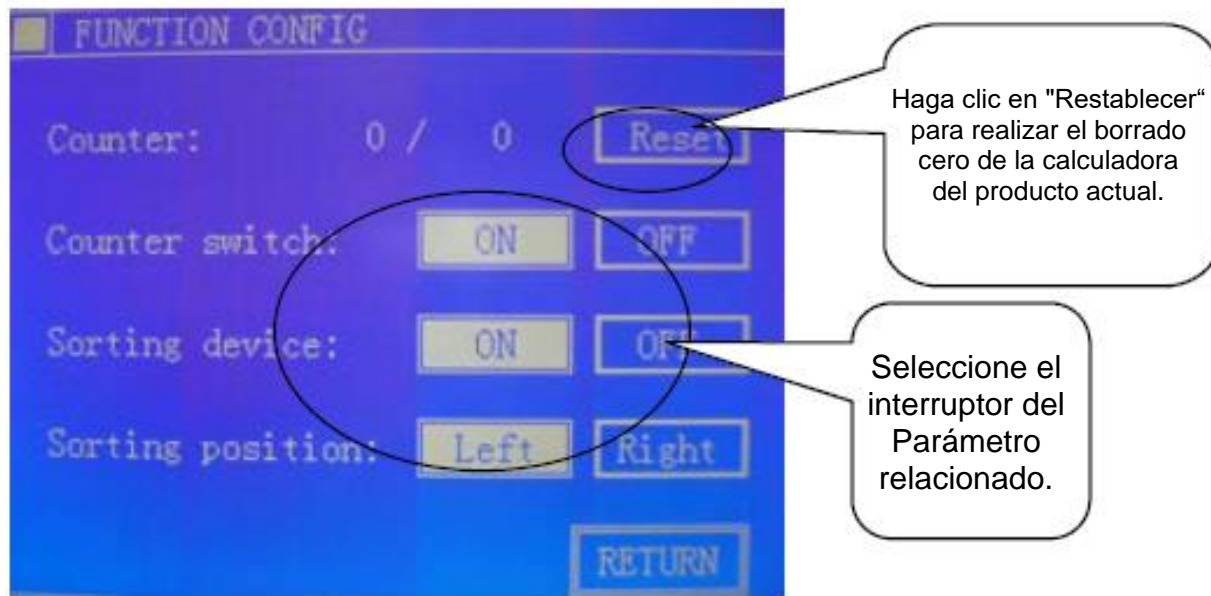 FUNCTION CONFIG
Counter: 0 / 0 Reset
Counter switch: ON OFF
Sorting device: ON OFF
Sorting position: Left Right
RETURN
Haga clic en "Restablecer“
para realizar el borrado
cero de la calculadora
del producto actual.
Seleccione el
interruptor del
Parámetro
relacionado.